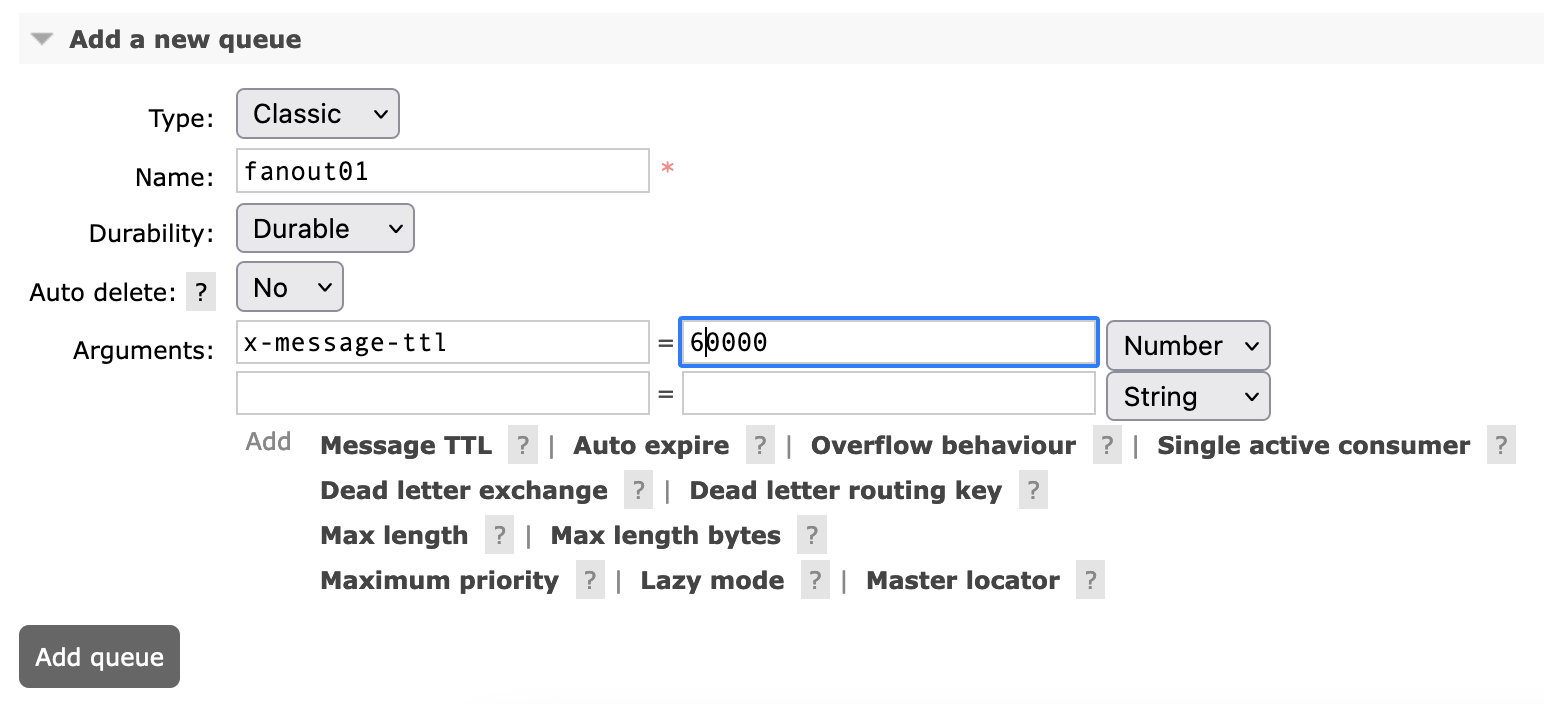 Add a new queue
Type: Classic
Name: fanout01 *
Durability: Durable
Auto delete: ? No
Arguments: x-message-ttl = 60000 Number
= String
Add Message TTL ? | Auto expire ? | Overflow behaviour ? | Single active consumer ?
Dead letter exchange ? | Dead letter routing key ?
Max length ? | Max length bytes ?
Maximum priority ? | Lazy mode ? | Master locator ?
Add queue